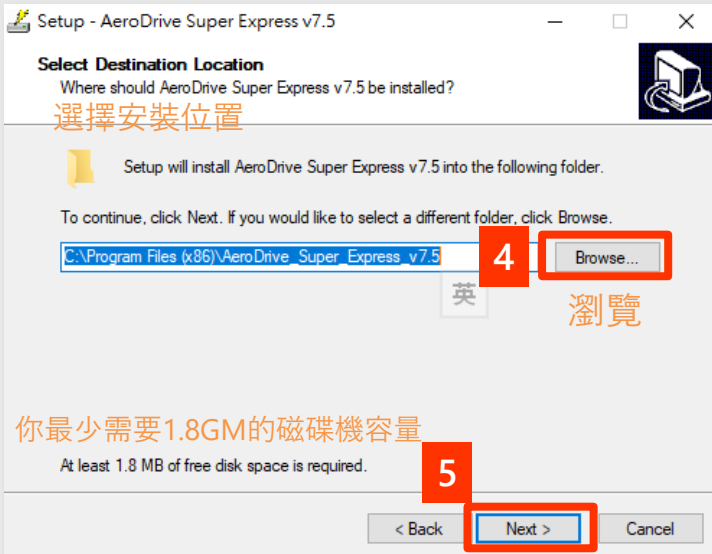 Setup - AeroDrive Super Express v7.5
Select Destination Location
Where should AeroDrive Super Express v7.5 be installed?
選擇安裝位置
Setup will install AeroDrive Super Express v7.5 into the following folder.
To continue, click Next. If you would like to select a different folder, click Browse.
C:\Program Files (x86)\AeroDrive_Super_Express_v7.5
4
Browse...
英
瀏覽
你最少需要1.8GM的磁碟機容量
At least 1.8 MB of free disk space is required.
5
< Back
Next >
Cancel